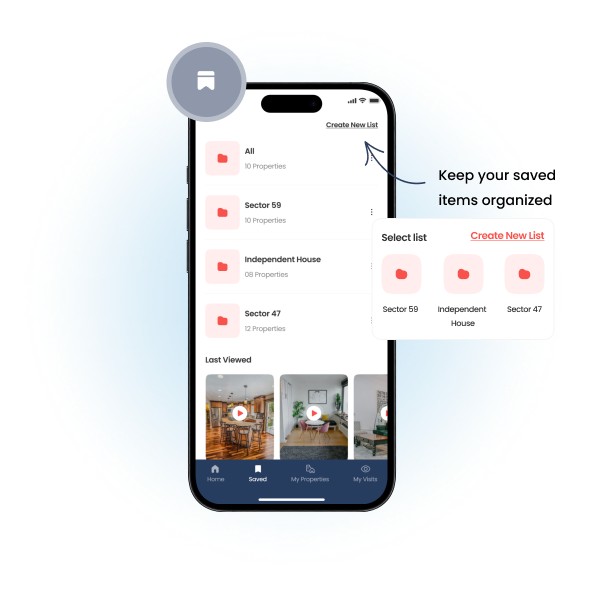 Create New List
All
10 Properties
Sector 59
10 Properties
Independent House
08 Properties
Sector 47
12 Properties
Last Viewed
Home
Saved
My Properties
My Visits
Keep your saved
items organized
Select list
Create New List
Sector 59
Independent
House
Sector 47